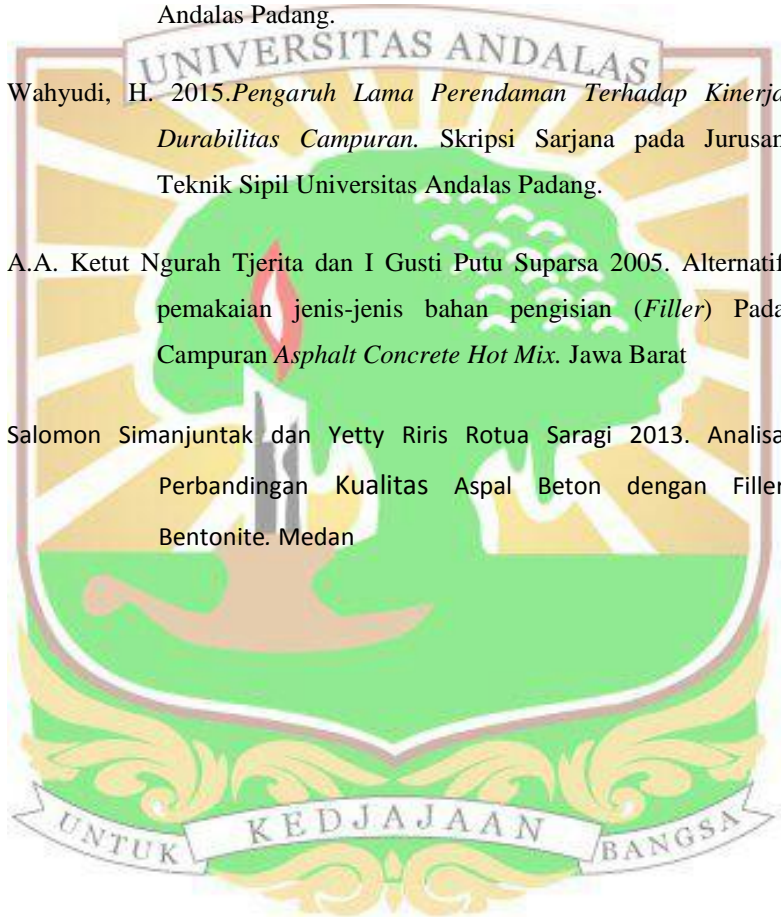 Andalas Padang.
UNIVERSITAS ANDALAS
Wahyudi, H. 2015.Pengaruh Lama Perendaman Terhadap Kinerja
Durabilitas Campuran. Skripsi Sarjana pada Jurusan
Teknik Sipil Universitas Andalas Padang.
A.A. Ketut Ngurah Tjerita dan I Gusti Putu Suparsa 2005. Alternatif
pemakaian jenis-jenis bahan pengisian (Filler) Pada
Campuran Asphalt Concrete Hot Mix. Jawa Barat
Salomon Simanjuntak dan Yetty Riris Rotua Saragi 2013. Analisa
Perbandingan Kualitas Aspal Beton dengan Filler
Bentonite. Medan
UNTUK KEDJAJAAN BANGSA